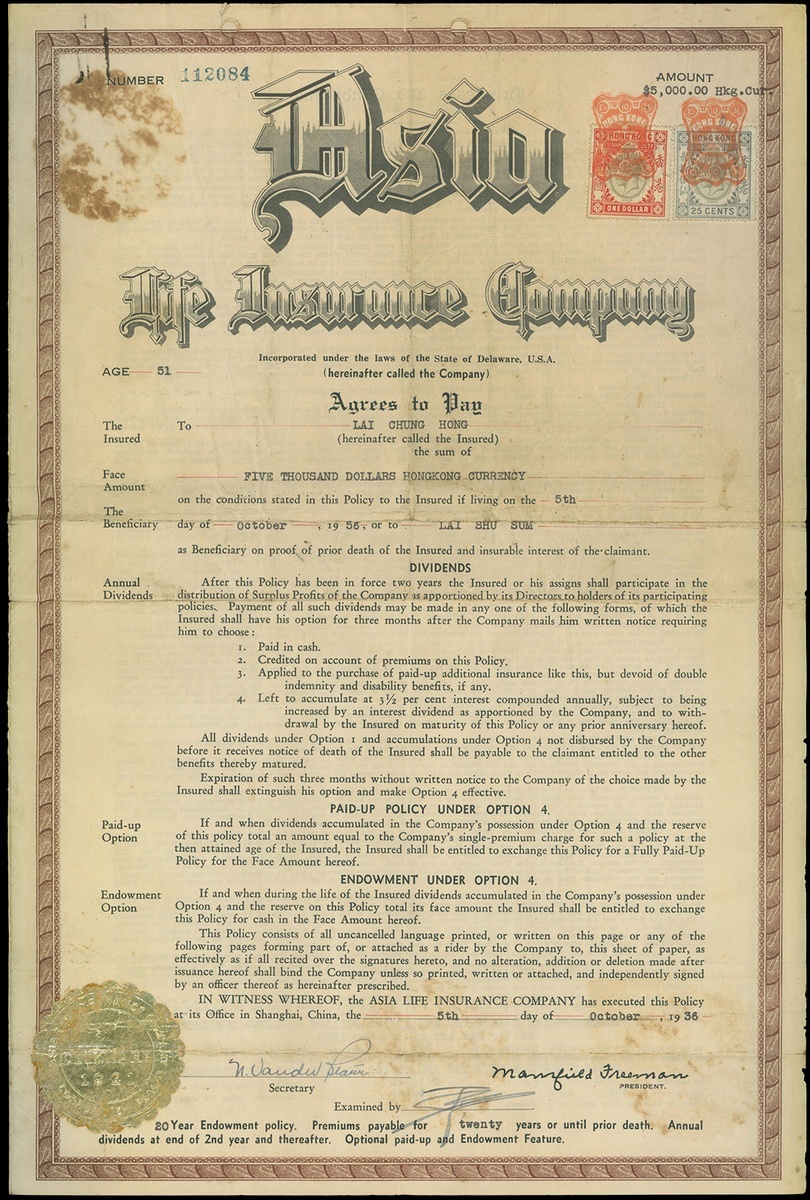 NUMBER 112084
AMOUNT
$5,000.00 Hkg.Cur.
HONG KONG
HONG KONG
HONG KONG
HONG KONG
ONE DOLLAR
25 CENTS
Asia
Life Insurance Company
Incorporated under the laws of the State of Delaware, U.S.A.
AGE 51
(hereinafter called the Company)
Agrees to Pay
The Insured
To LAI CHUNG HONG
(hereinafter called the Insured)
the sum of
Face Amount
FIVE THOUSAND DOLLARS HONGKONG CURRENCY
on the conditions stated in this Policy to the Insured if living on the 5th
The Beneficiary
day of October, 1956, or to LAI SHU SUM
as Beneficiary on proof of prior death of the Insured and insurable interest of the claimant.
DIVIDENDS
Annual Dividends
After this Policy has been in force two years the Insured or his assigns shall participate in the
distribution of Surplus Profits of the Company as apportioned by its Directors to holders of its participating
policies. Payment of all such dividends may be made in any one of the following forms, of which the
Insured shall have his option for three months after the Company mails him written notice requiring
him to choose:
1. Paid in cash.
2. Credited on account of premiums on this Policy.
3. Applied to the purchase of paid-up additional insurance like this, but devoid of double
indemnity and disability benefits, if any.
4. Left to accumulate at 3½ per cent interest compounded annually, subject to being
increased by an interest dividend as apportioned by the Company, and to with-
drawal by the Insured on maturity of this Policy or any prior anniversary hereof.
All dividends under Option 1 and accumulations under Option 4 not disbursed by the Company
before it receives notice of death of the Insured shall be payable to the claimant entitled to the other
benefits thereby matured.
Expiration of such three months without written notice to the Company of the choice made by the
Insured shall extinguish his option and make Option 4 effective.
PAID-UP POLICY UNDER OPTION 4.
Paid-up Option
If and when dividends accumulated in the Company's possession under Option 4 and the reserve
of this policy total an amount equal to the Company's single-premium charge for such a policy at the
then attained age of the Insured, the Insured shall be entitled to exchange this Policy for a Fully Paid-Up
Policy for the Face Amount hereof.
ENDOWMENT UNDER OPTION 4.
Endowment Option
If and when during the life of the Insured dividends accumulated in the Company's possession under
Option 4 and the reserve on this Policy total its face amount the Insured shall be entitled to exchange
this Policy for cash in the Face Amount hereof.
This Policy consists of all uncancelled language printed, or written on this page or any of the
following pages forming part of, or attached as a rider by the Company to, this sheet of paper, as
effectively as if all recited over the signatures hereto, and no alteration, addition or deletion made after
issuance hereof shall bind the Company unless so printed, written or attached, and independently signed
by an officer thereof as hereinafter prescribed.
IN WITNESS WHEREOF, the ASIA LIFE INSURANCE COMPANY has executed this Policy
at its Office in Shanghai, China, the 5th day of October, 1936
Mansfield Freeman
Secretary
PRESIDENT.
Examined by
20 Year Endowment policy. Premiums payable for twenty years or until prior death. Annual
dividends at end of 2nd year and thereafter. Optional paid-up and Endowment Feature.